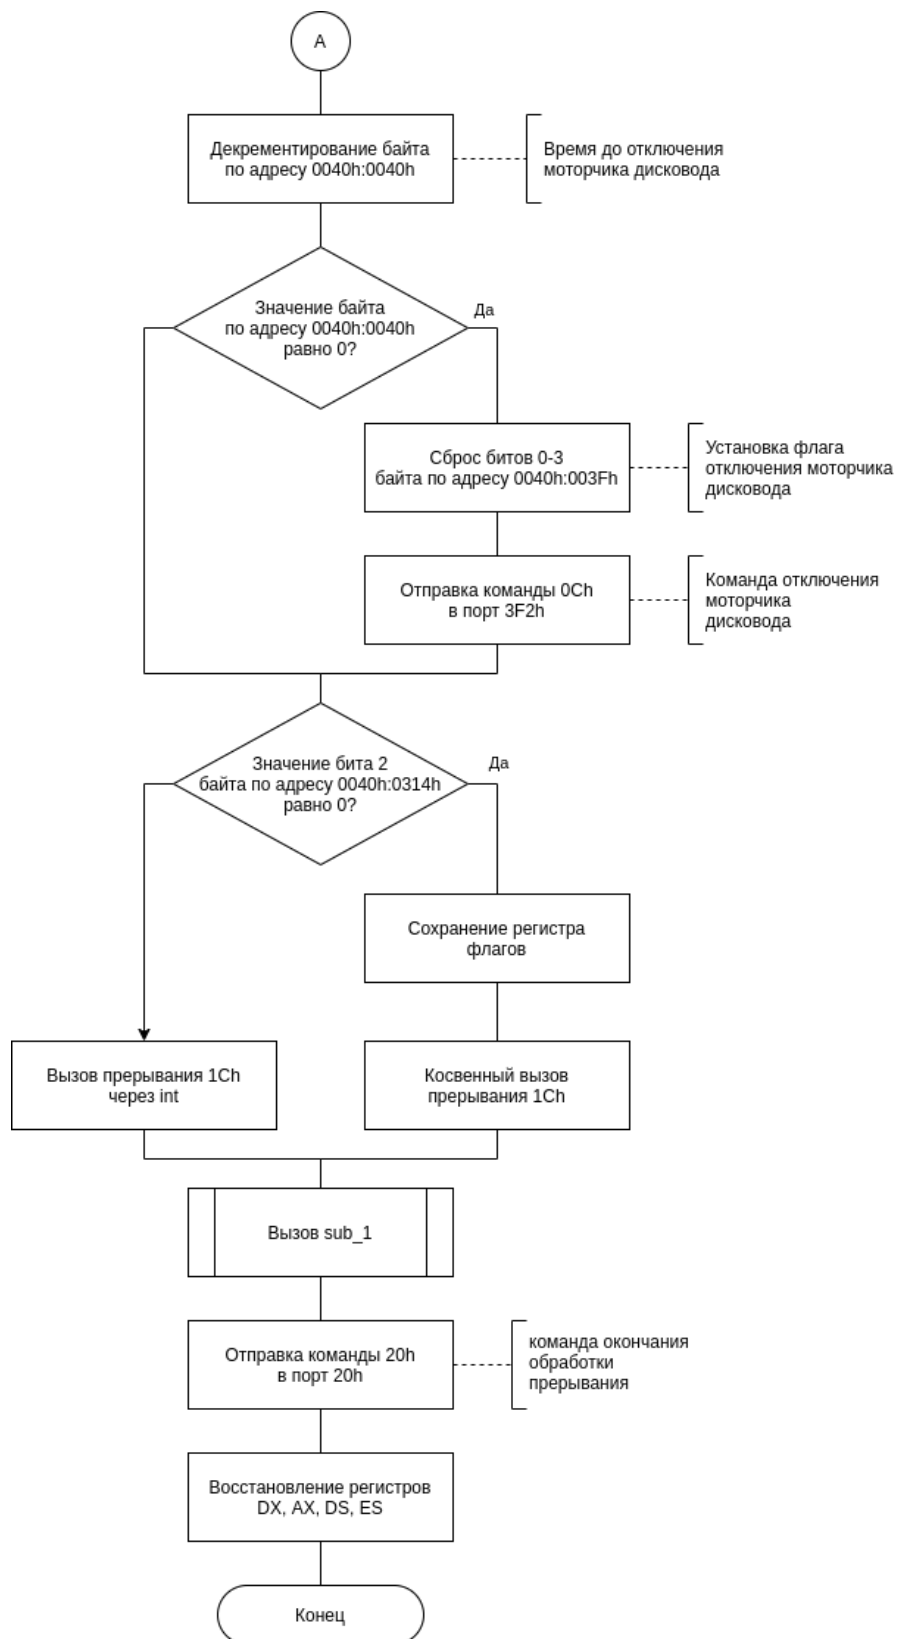 A
Декрементирование байта
по адресу 0040h:0040h
Время до отключения
моторчика дисковода
Значение байта
по адресу 0040h:0040h
равно 0?
Да
Сброс битов 0-3
байта по адресу 0040h:003Fh
Установка флага
отключения моторчика
дисковода
Отправка команды 0Ch
в порт 3F2h
Команда отключения
моторчика
дисковода
Значение бита 2
байта по адресу 0040h:0314h
равно 0?
Да
Сохранение регистра
флагов
Вызов прерывания 1Ch
через int
Косвенный вызов
прерывания 1Ch
Вызов sub_1
Отправка команды 20h
в порт 20h
команда окончания
обработки
прерывания
Восстановление регистров
DX, AX, DS, ES
Конец